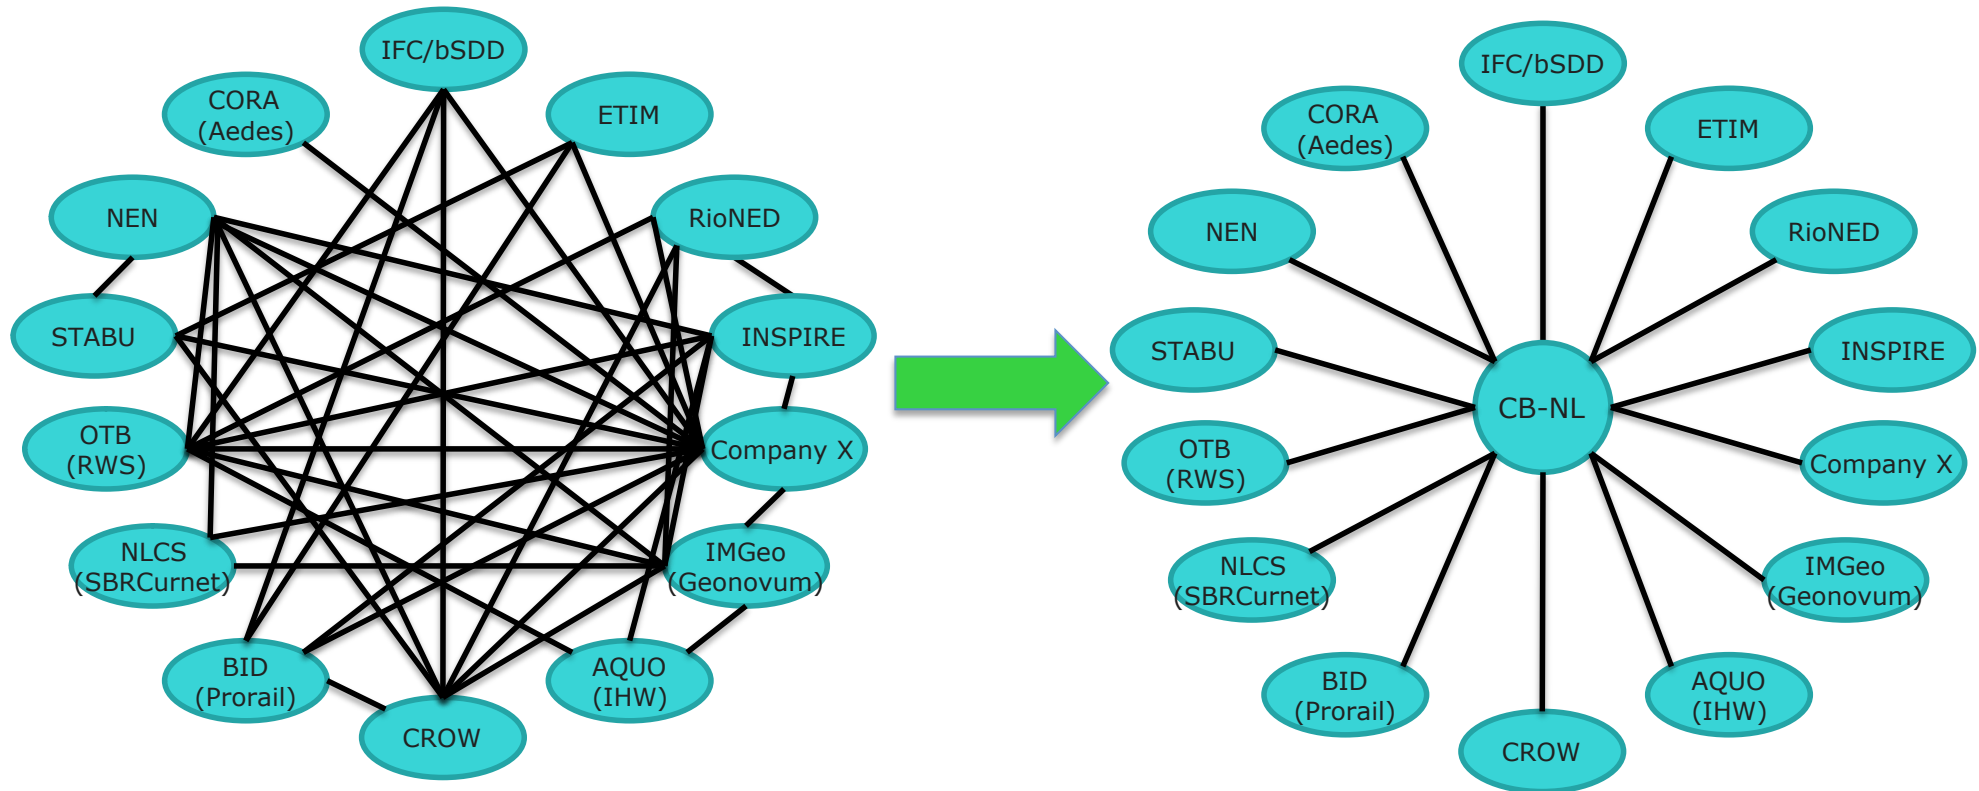 IFC/bSDD
CORA
(Aedes)
ETIM
NEN
RioNED
STABU
INSPIRE
OTB
(RWS)
Company X
NLCS
(SBRCurnet)
IMGeo
(Geonovum)
BID
(Prorail)
AQUO
(IHW)
CROW
IFC/bSDD
CORA
(Aedes)
ETIM
NEN
RioNED
STABU
INSPIRE
CB-NL
OTB
(RWS)
Company X
NLCS
(SBRCurnet)
IMGeo
(Geonovum)
BID
(Prorail)
AQUO
(IHW)
CROW